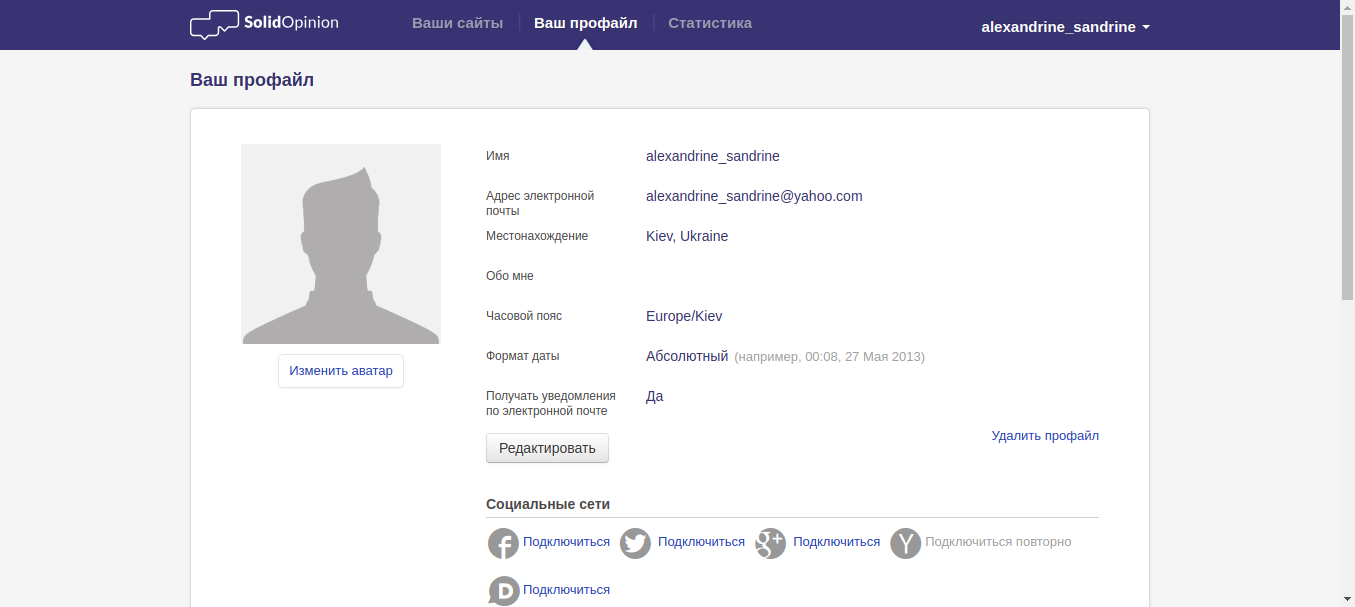 SolidOpinion
Ваши сайты
Ваш профайл
Статистика
alexandrine_sandrine
Ваш профайл
Имя
alexandrine_sandrine
Адрес электронной
почты
alexandrine_sandrine@yahoo.com
Местонахождение
Kiev, Ukraine
Обо мне
Часовой пояс
Europe/Kiev
Формат даты
Абсолютный (например, 00:08, 27 Мая 2013)
Изменить аватар
Получать уведомления
по электронной почте
Да
Удалить профайл
Редактировать
Социальные сети
f Подключиться
Подключиться
g+ Подключиться
Y Подключиться повторно
D Подключиться